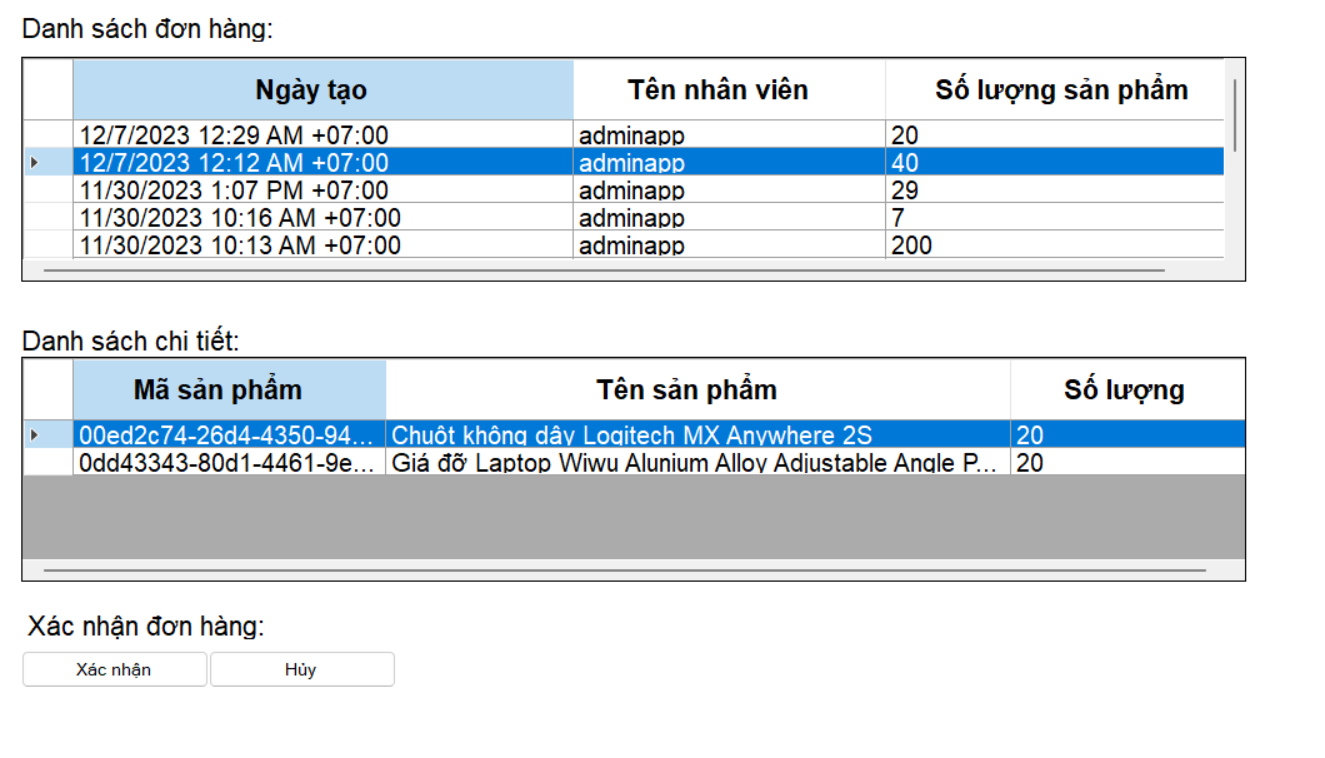 Danh sách đơn hàng:
Ngày tạo Tên nhân viên Số lượng sản phẩm
12/7/2023 12:29 AM +07:00 adminapp 20
12/7/2023 12:12 AM +07:00 adminapp 40
11/30/2023 1:07 PM +07:00 adminapp 29
11/30/2023 10:16 AM +07:00 adminapp 7
11/30/2023 10:13 AM +07:00 adminapp 200
Danh sách chi tiết:
Mã sản phẩm Tên sản phẩm Số lượng
00ed2c74-26d4-4350-94... Chuột không dây Logitech MX Anywhere 2S 20
0dd43343-80d1-4461-9e... Giá đỡ Laptop Wiwu Alunium Alloy Adjustable Angle P... 20
Xác nhận đơn hàng:
Xác nhận Hủy